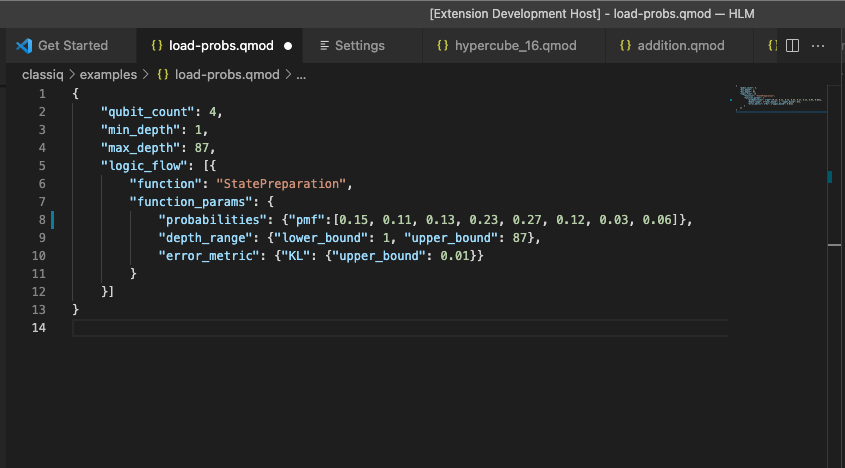 [Extension Development Host] - load-probs.qmod — HLM
Get Started {} load-probs.qmod ● Settings {} hypercube_16.qmod {} addition.qmod {} ···
classiq > examples > {} load-probs.qmod > ...
1 {
2 "qubit_count": 4,
3 "min_depth": 1,
4 "max_depth": 87,
5 "logic_flow": [{
6 "function": "StatePreparation",
7 "function_params": {
8 "probabilities": {"pmf":[0.15, 0.11, 0.13, 0.23, 0.27, 0.12, 0.03, 0.06]},
9 "depth_range": {"lower_bound": 1, "upper_bound": 87},
10 "error_metric": {"KL": {"upper_bound": 0.01}}
11 }
12 }]
13 }
14